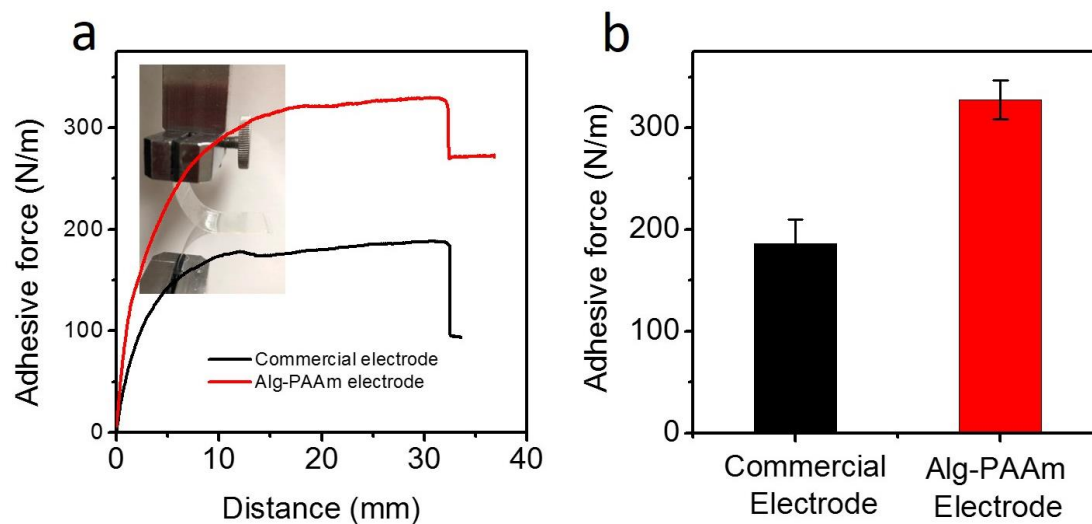 a
Adhesive force (N/m)
300
200
100
0
0 10 20 30 40
Distance (mm)
Commercial electrode
Alg-PAAm electrode
b
Adhesive force (N/m)
300
200
100
0
Commercial
Electrode
Alg-PAAm
Electrode